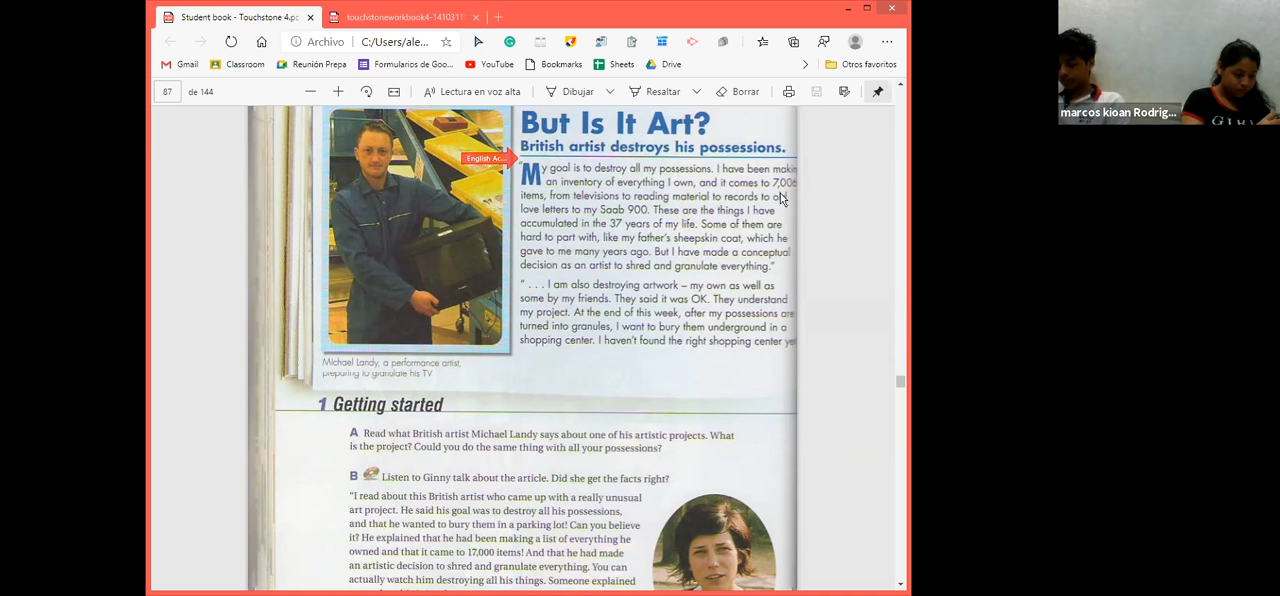 Student book - Touchstone 4.pc
touchstoneworkbook4-1410311
Archivo
C:/Users/ale...
Gmail
Classroom
Reunión Prepa
Formularios de Goo...
YouTube
Bookmarks
Sheets
Drive
Otros favoritos
87
de 144
Lectura en voz alta
Dibujar
Resaltar
Borrar
marcos kioan Rodrig...
English Ac...
But Is It Art?
British artist destroys his possessions.
"My goal is to destroy all my possessions. I have been makin
an inventory of everything I own, and it comes to 7,006
items, from televisions to reading material to records to old
love letters to my Saab 900. These are the things I have
accumulated in the 37 years of my life. Some of them are
hard to part with, like my father's sheepskin coat, which he
gave to me many years ago. But I have made a conceptual
decision as an artist to shred and granulate everything."
" . . . I am also destroying artwork – my own as well as
some by my friends. They said it was OK. They understand
my project. At the end of this week, after my possessions are
turned into granules, I want to bury them underground in a
shopping center. I haven't found the right shopping center ye
Michael Landy, a performance artist,
preparing to granulate his TV
1 Getting started
A Read what British artist Michael Landy says about one of his artistic projects. What
is the project? Could you do the same thing with all your possessions?
B Listen to Ginny talk about the article. Did she get the facts right?
"I read about this British artist who came up with a really unusual
art project. He said his goal was to destroy all his possessions,
and that he wanted to bury them in a parking lot! Can you believe
it? He explained that he had been making a list of everything he
owned and that it came to 17,000 items! And that he had made
an artistic decision to shred and granulate everything. You can
actually watch him destroying all his things. Someone explained